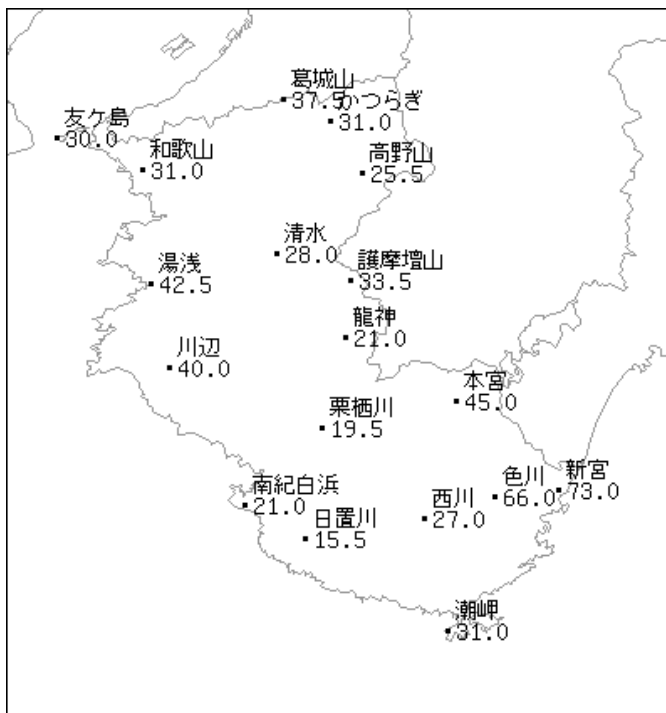 葛城山
37.5
かつらぎ
31.0
友ケ島
30.0
和歌山
31.0
高野山
25.5
清水
28.0
護摩壇山
33.5
湯浅
42.5
龍神
21.0
川辺
40.0
本宮
45.0
栗栖川
19.5
南紀白浜
21.0
日置川
15.5
西川
27.0
色川
66.0
新宮
73.0
潮岬
31.0